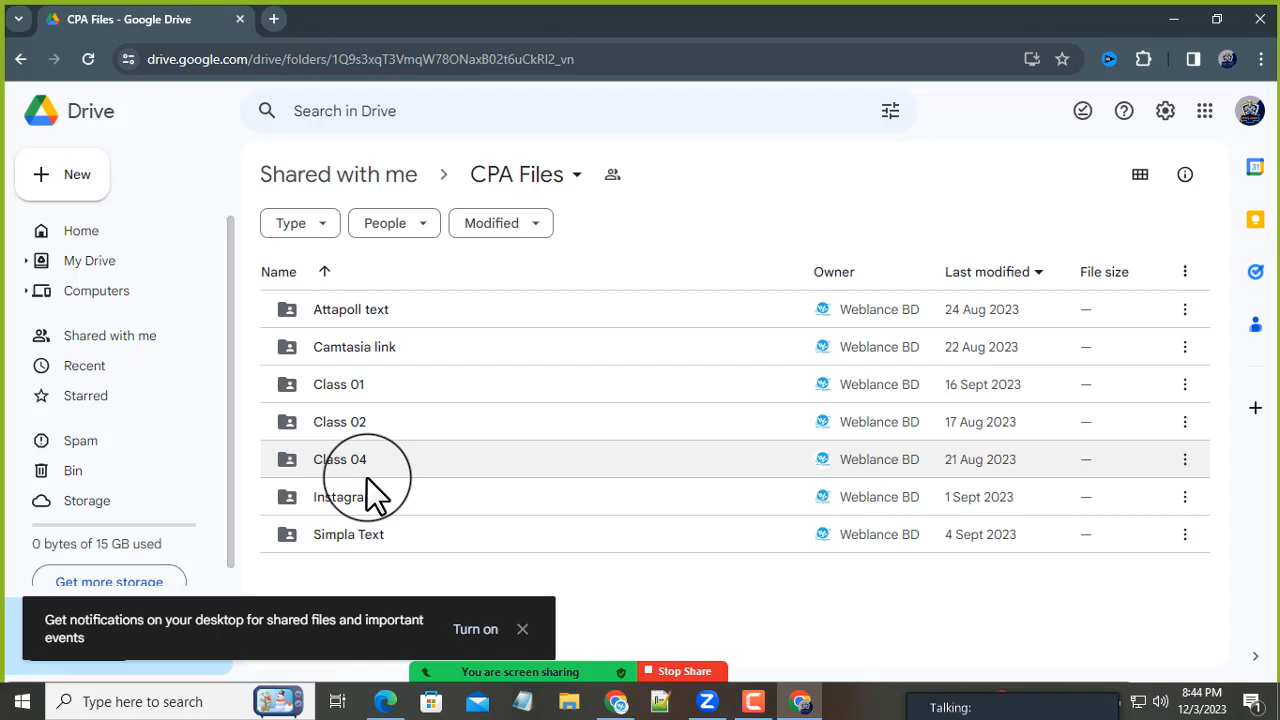 CPA Files - Google Drive
drive.google.com/drive/folders/1Q9s3xqT3VmqW78ONaxB02t6uCkRl2_vn
Drive
Search in Drive
New
Shared with me > CPA Files
Type
People
Modified
Home
My Drive
Computers
Shared with me
Recent
Starred
Spam
Bin
Storage
0 bytes of 15 GB used
Get more storage
Name Owner Last modified File size
Attapoll text Weblance BD 24 Aug 2023 —
Camtasia link Weblance BD 22 Aug 2023 —
Class 01 Weblance BD 16 Sept 2023 —
Class 02 Weblance BD 17 Aug 2023 —
Class 04 Weblance BD 21 Aug 2023 —
Weblance BD 1 Sept 2023 —
Simpla Text Weblance BD 4 Sept 2023 —
31
Get notifications on your desktop for shared files and important
events
Turn on
You are screen sharing
Stop Share
Type here to search
Talking:
8:44 PM
12/3/2023
1